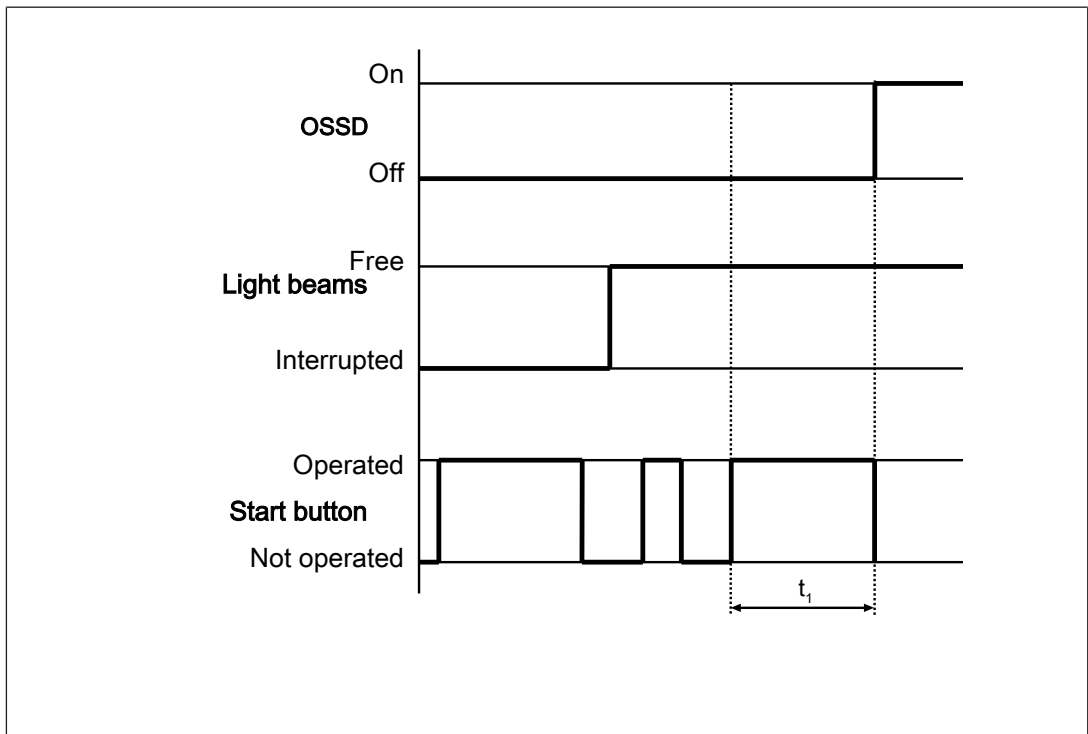 On
OSSD
Off
Free
Light beams
Interrupted
Operated
Start button
Not operated
t₁